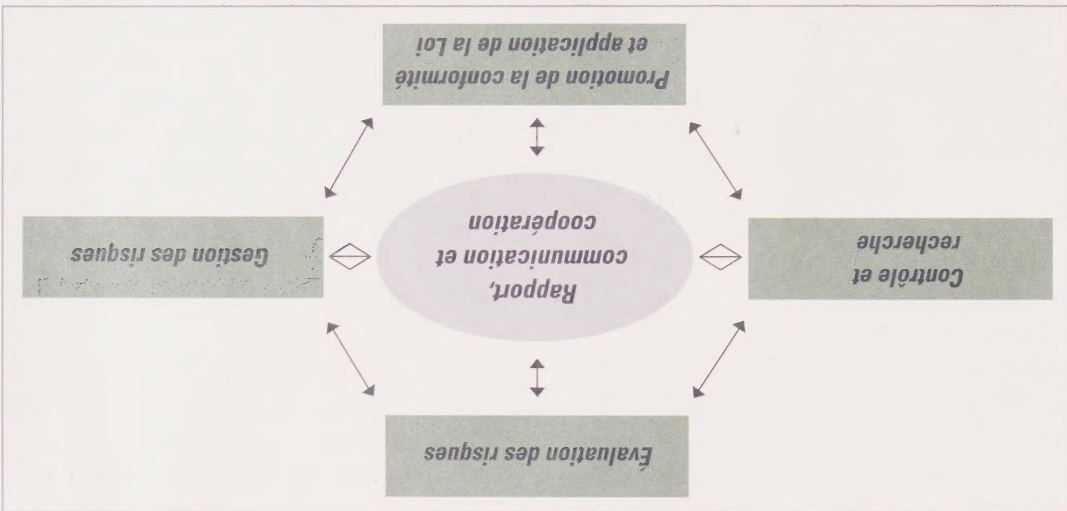 Évaluation des risques
Gestion des risques
Rapport,
communication et
coopération
Contrôle et
recherche
Promotion de la conformité
et application de la Loi